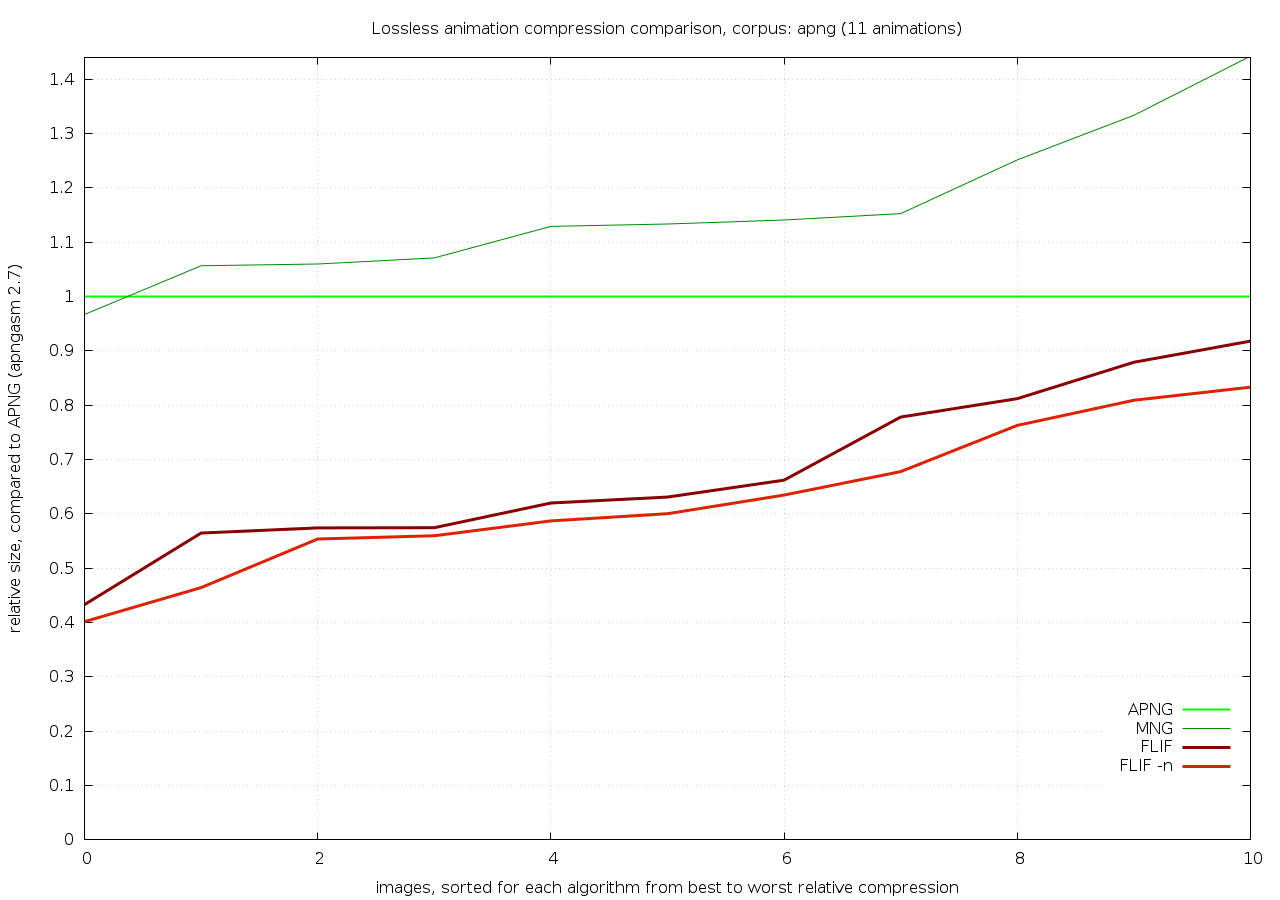 Lossless animation compression comparison, corpus: apng (11 animations)
relative size, compared to APNG (apngasm 2.7)
1.4
1.3
1.2
1.1
1
0.9
0.8
0.7
0.6
0.5
0.4
0.3
0.2
0.1
0
APNG
MNG
FLIF
FLIF -n
0 2 4 6 8 10
images, sorted for each algorithm from best to worst relative compression